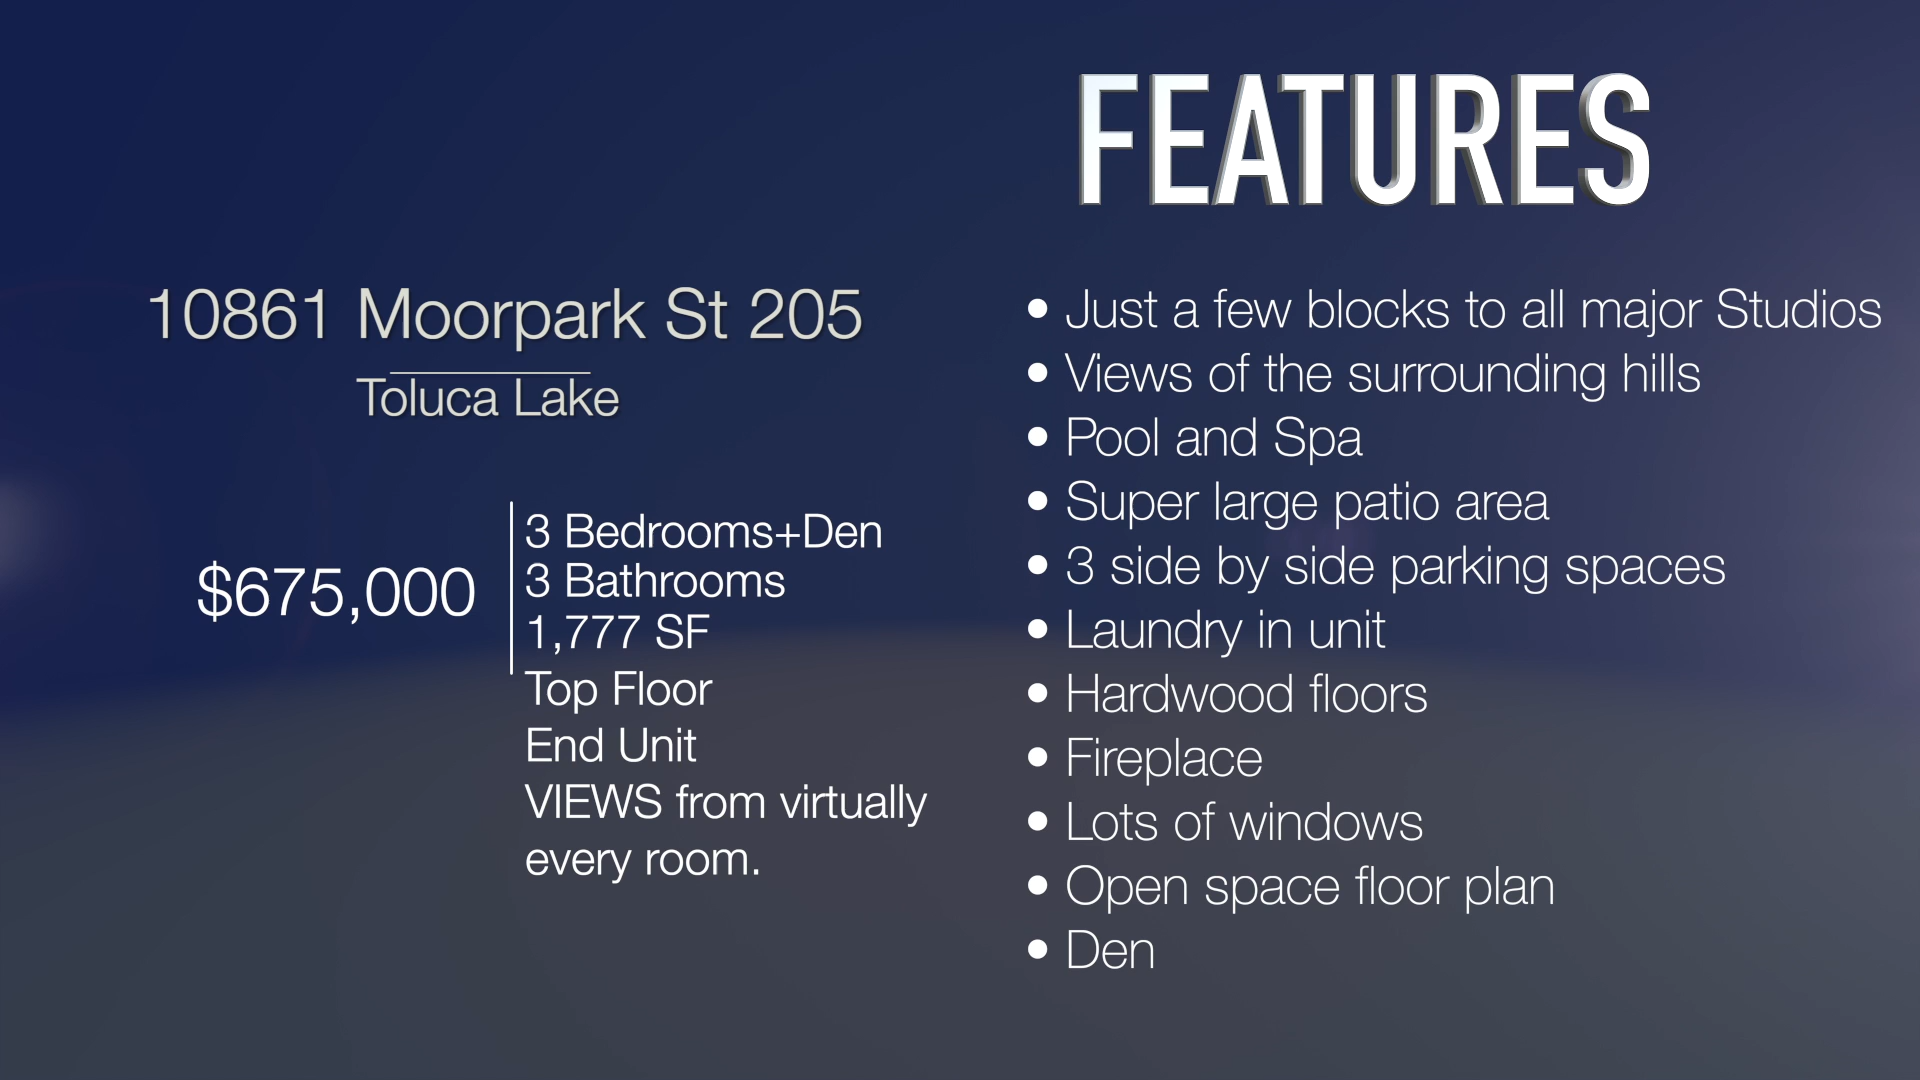 FEATURES
10861 Moorpark St 205
Toluca Lake
$675,000
3 Bedrooms+Den
3 Bathrooms
1,777 SF
Top Floor
End Unit
VIEWS from virtually
every room.
• Just a few blocks to all major Studios
• Views of the surrounding hills
• Pool and Spa
• Super large patio area
• 3 side by side parking spaces
• Laundry in unit
• Hardwood floors
• Fireplace
• Lots of windows
• Open space floor plan
• Den